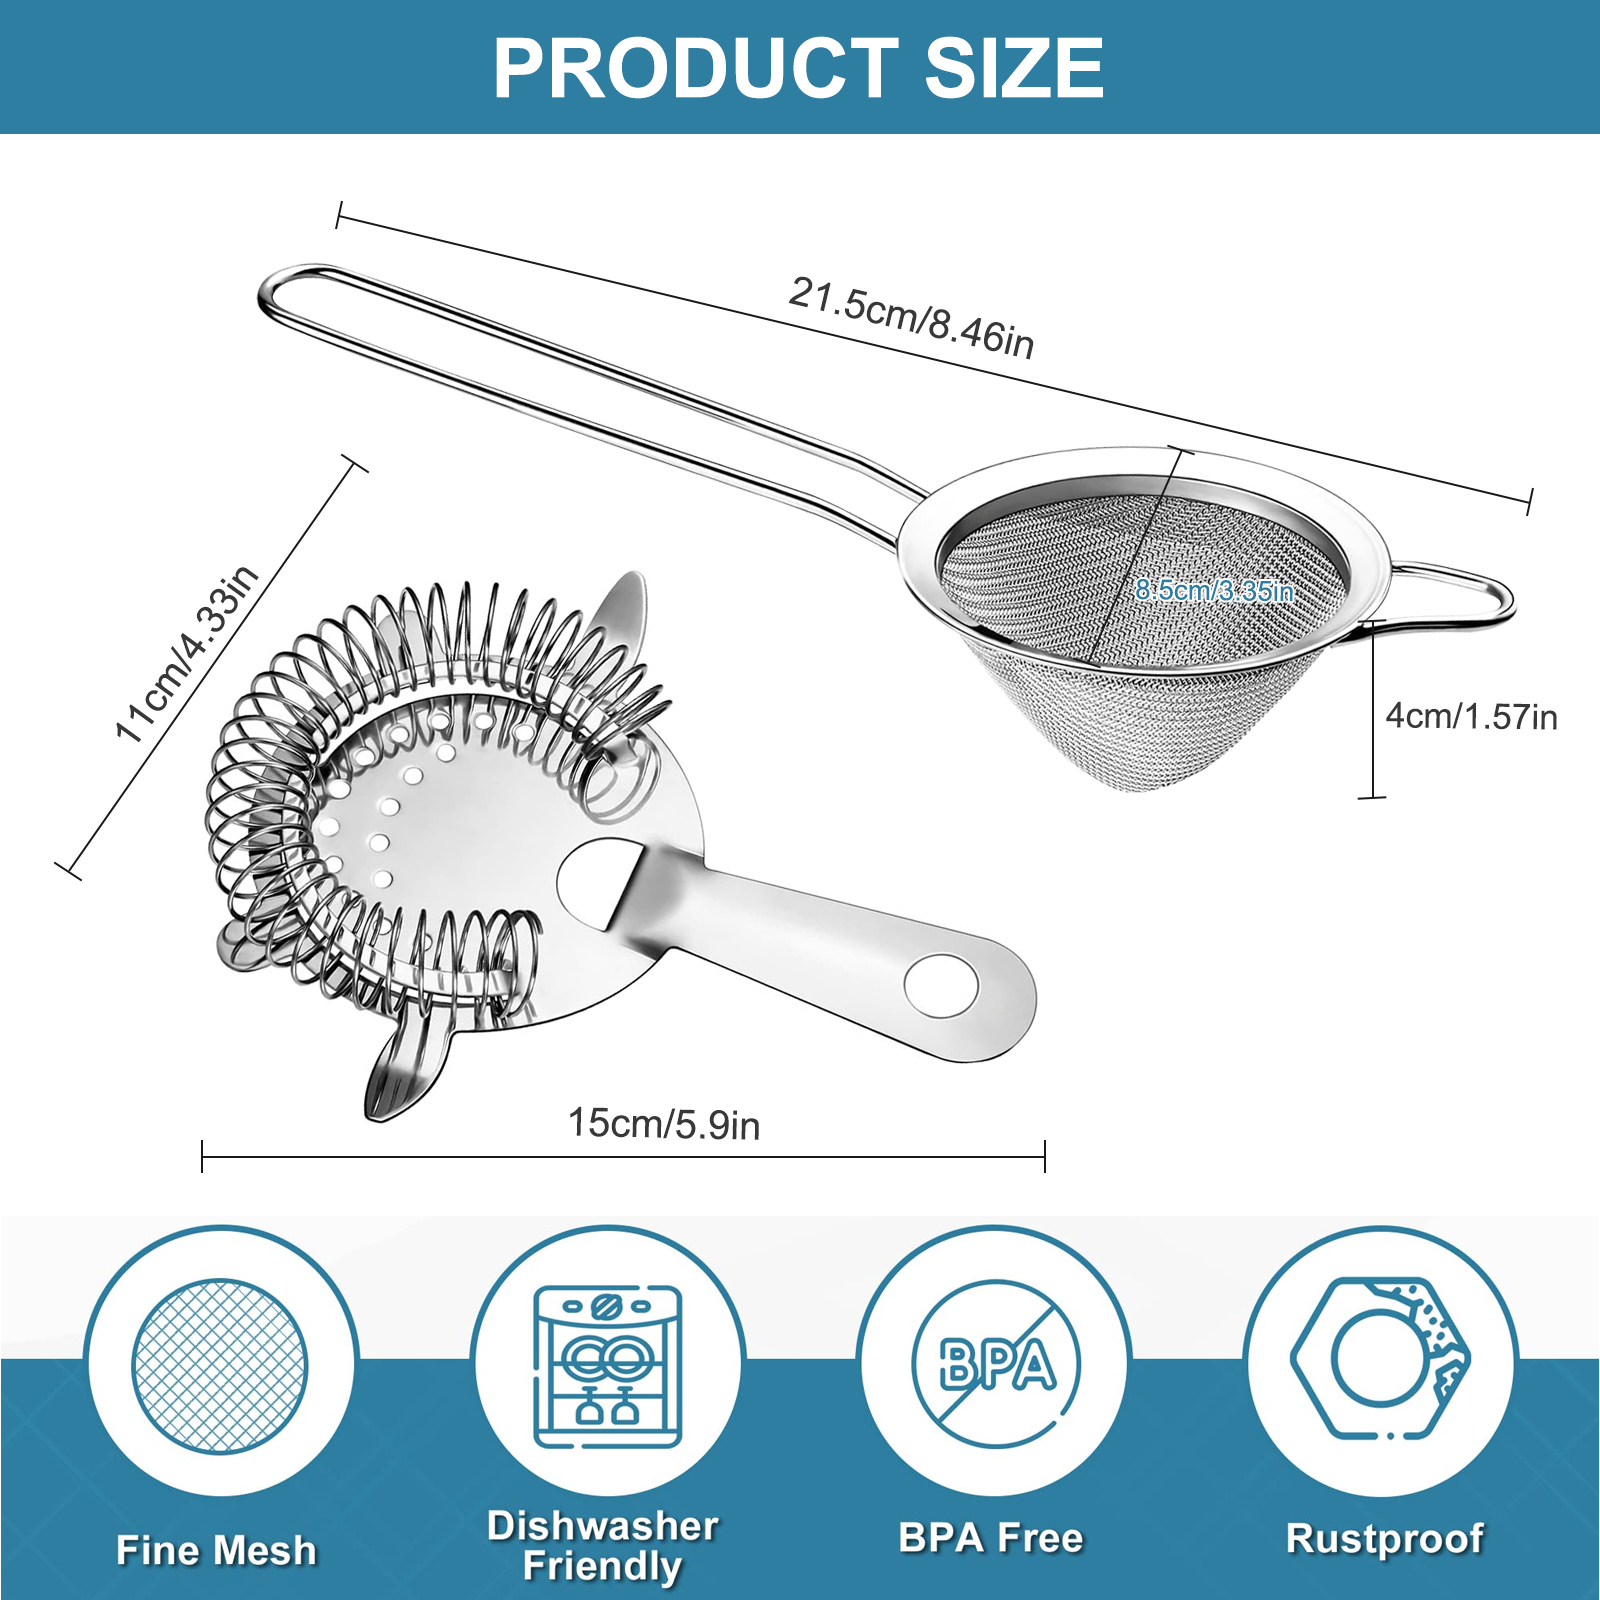 PRODUCT SIZE
21.5cm/8.46in
8.5cm/3.35in
11cm/4.33in
4cm/1.57in
15cm/5.9in
BPA
Fine Mesh
Dishwasher
Friendly
BPA Free
Rustproof